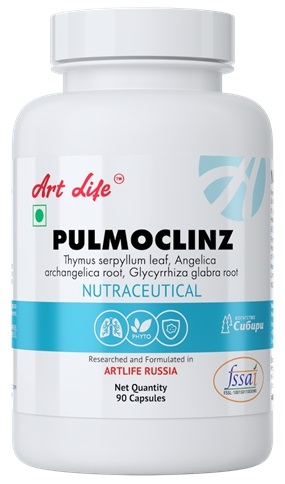 Art Life™
PULMOCLINZ
Thymus serpyllum leaf, Angelica
archangelica root, Glycyrrhiza glabra root
NUTRACEUTICAL
PHYTO
Сибири
Researched and Formulated in
ARTLIFE RUSSIA
Net Quantity
90 Capsules
fssai